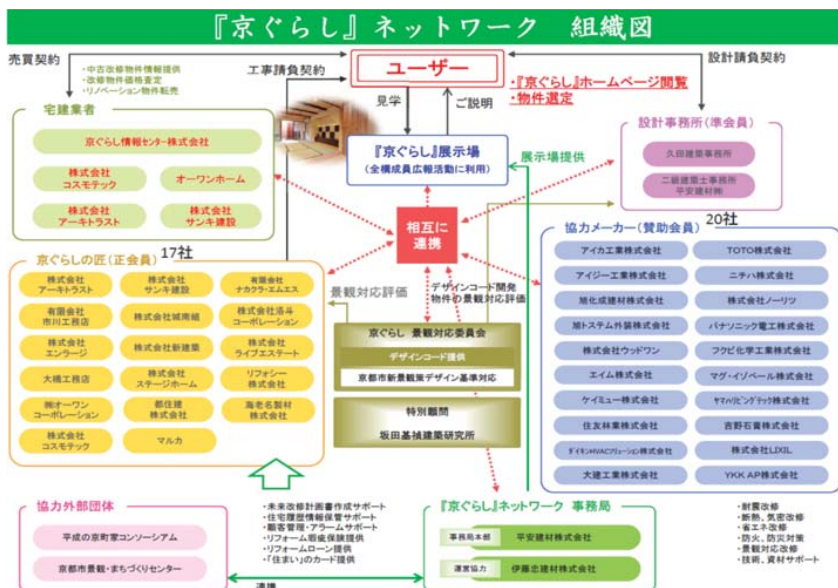 『京ぐらし』ネットワーク 組織図
売買契約
・中古改修物件情報提供
・改修物件価格査定
・リノベーション物件転売
工事請負契約
ユーザー
設計請負契約
・『京ぐらし』ホームページ閲覧
・物件選定
見学
ご説明
宅建業者
京ぐらし情報センター株式会社
株式会社
コスモテック
オーワンホーム
株式会社
アーキトラスト
株式会社
サンキ建設
『京ぐらし』展示場
(全構成員広報活動に利用)
展示場提供
設計事務所(準会員)
久田建築事務所
二級建築士事務所
平安建材㈱
相互に
連携
17社
京ぐらしの匠(正会員)
株式会社
アーキトラスト
株式会社
サンキ建設
有限会社
ナカクラ・エムエス
有限会社
市川工務店
株式会社城南組
株式会社洛斗
コーポレーション
株式会社
エンラージ
株式会社新建築
株式会社
ライブエステート
大橋工務店
株式会社
ステージホーム
リフォシー
株式会社
㈱オーワン
コーポレーション
都住建
株式会社
海老名製材
株式会社
株式会社
コスモテック
マルカ
景観対応評価
デザインコード開発
物件の景観対応評価
京ぐらし 景観対応委員会
デザインコード提供
京都市新景観策デザイン基準対応
特別顧問
坂田基禎建築研究所
20社
協力メーカー(賛助会員)
アイカ工業株式会社
TOTO株式会社
アイジー工業株式会社
ニチハ株式会社
旭化成建材株式会社
株式会社ノーリツ
旭トステム外装株式会社
パナソニック電工株式会社
株式会社ウッドワン
フクビ化学工業株式会社
エイム株式会社
マグ・イゾベール株式会社
ケイミュー株式会社
ヤマハリビングテック株式会社
住友林業株式会社
吉野石膏株式会社
ダイキンHVACソリューション株式会社
株式会社LIXIL
大建工業株式会社
YKK AP株式会社
協力外部団体
平成の京町家コンソーシアム
京都市景観・まちづくりセンター
・未来改修計画書作成サポート
・住宅履歴情報保管サポート
・顧客管理・アラームサポート
・リフォーム瑕疵保険提供
・リフォームローン提供
・「住まい」のカード提供
連携
『京ぐらし』ネットワーク 事務局
事務局本部
平安建材株式会社
運営協力
伊藤忠建材株式会社
・耐震改修
・断熱、気密改修
・省エネ改修
・防火、防災対策
・景観対応改修
・技術、資材サポート